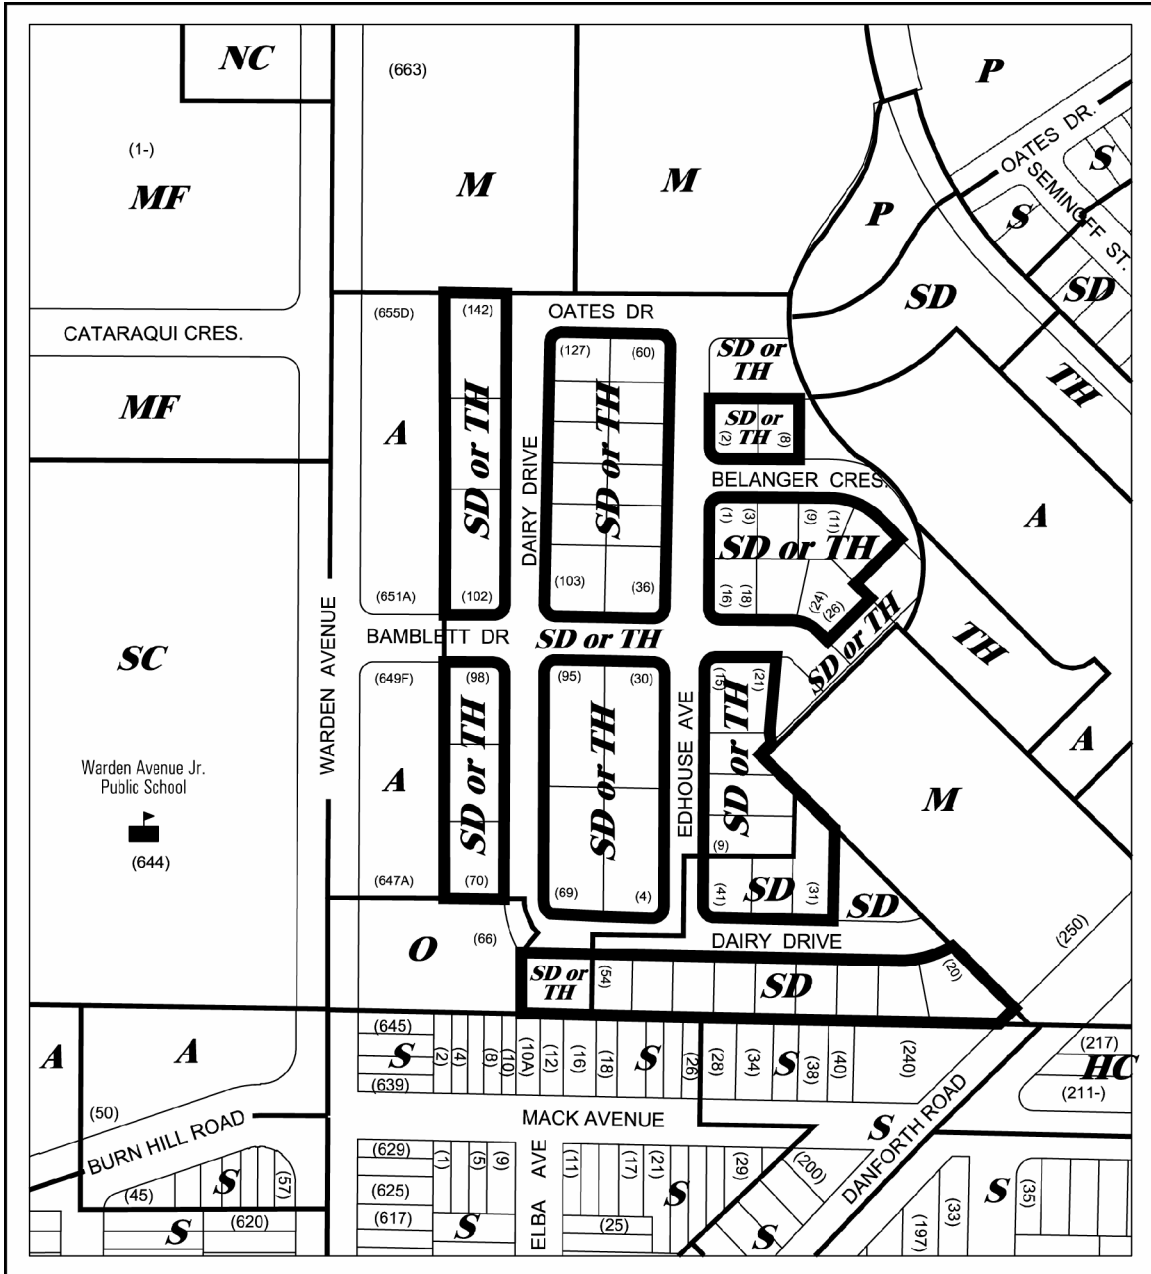 NC
(663)
P
OATES DR.
S
SEMINOFF ST.
(1-)
MF
M
M
P
S
SD
SD
(655D)
(142)
OATES DR
CATARAQUI CRES.
(127)
(60)
SD or
TH
TH
MF
A
SD or TH
DAIRY DRIVE
SD or TH
SD or
TH
(2)
(8)
BELANGER CRES.
(1)
(3)
(9)
(11)
A
SD or TH
(651A)
(102)
(103)
(36)
(16)
(18)
(24)
(26)
WARDEN AVENUE
BAMBLETT DR
SD or TH
SD or TH
TH
SC
(649F)
(98)
(95)
(30)
(15)
(21)
SD or TH
SD or TH
EDHOUSE AVE
SD or TH
A
Warden Avenue Jr.
Public School
(644)
A
M
(9)
(647A)
(70)
(69)
(4)
(41)
SD
(31)
SD
(250)
O
(66)
DAIRY DRIVE
SD or
TH
(54)
SD
(20)
A
A
(645)
S
(639)
(2)
(4)
(8)
(10)
(10A)
(12)
(16)
(18)
S
(26)
(28)
(34)
S
(38)
(40)
(240)
(217)
HC
(211-)
(50)
BURN HILL ROAD
MACK AVENUE
S
DANFORTH ROAD
(629)
(625)
(617)
(1)
(5)
(9)
S
ELBA AVE
(11)
(17)
(21)
(25)
S
(29)
(200)
S
(45)
S
(57)
S
(620)
S
(35)
(33)
(197)